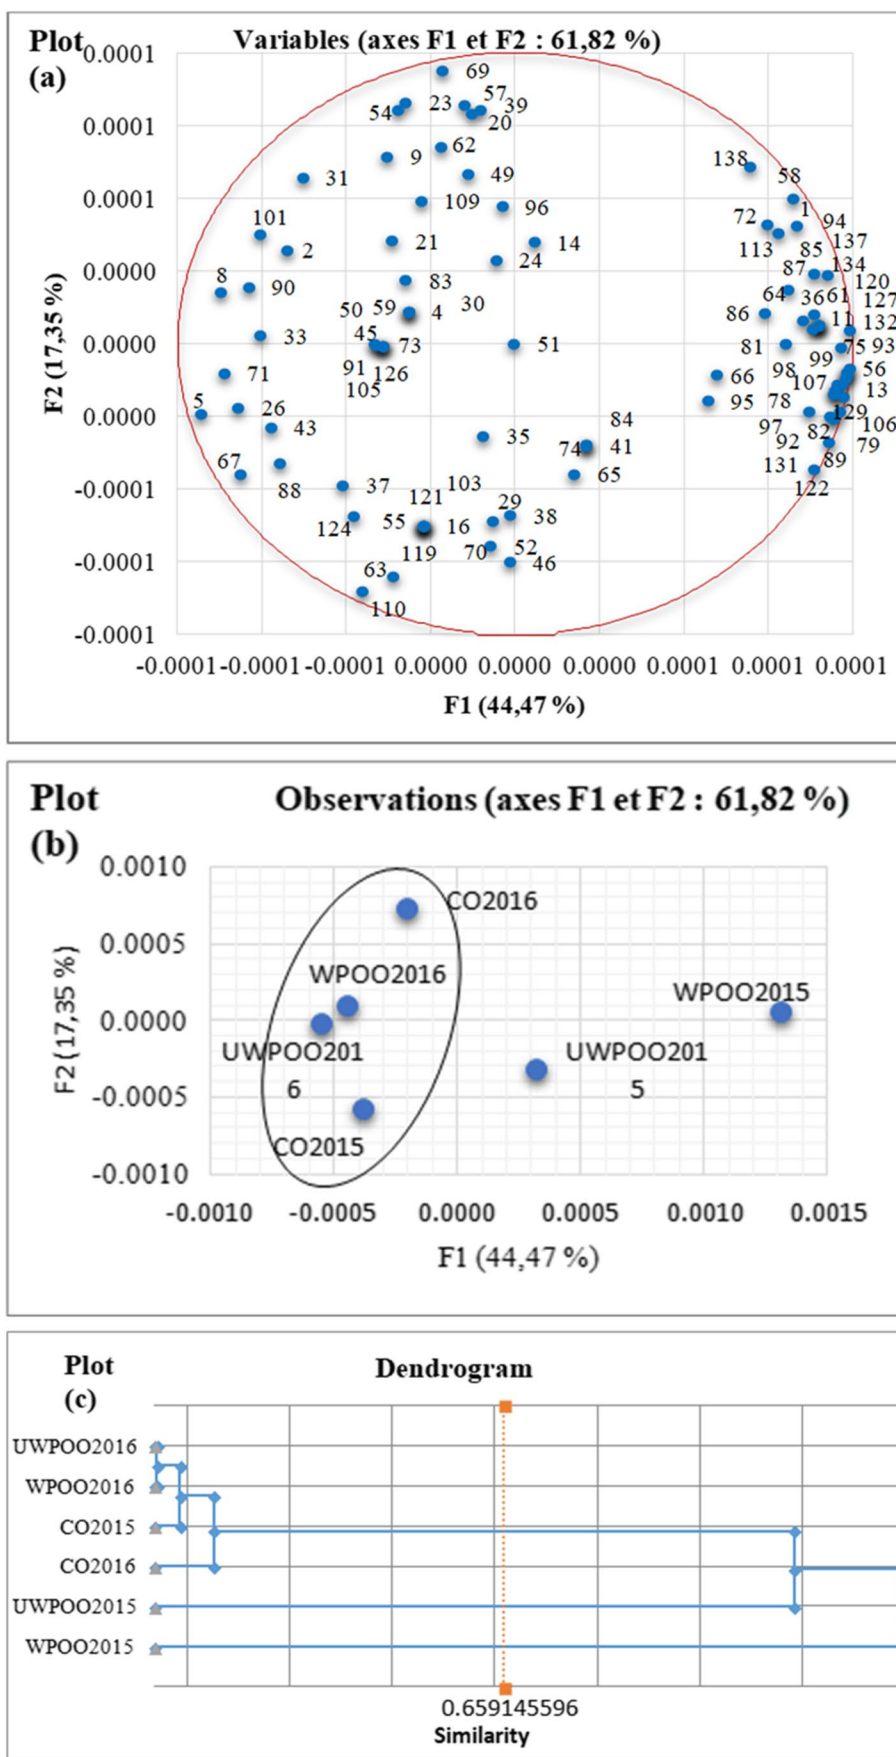 Plot
(a)
Variables (axes F1 et F2 : 61,82 %)
0.0001
0.0001
0.0001
0.0000
0.0000
0.0000
-0.0001
-0.0001
-0.0001
F2 (17,35 %)
69
54 23 57 39
20
9 62
31 49
138 58
109 96
101
72 1 94
2 21 14
113 85 137
8 90 83 24
87 134 120
50 59 4 30
64 36 61 127
86 11 132
33 45 73 51
81 99 75 93
91 126
71 105
66 98 107 56
13
5 26
95 78 129
43 35 84
97 82 106
74 41
92 79
67 88 65
131 89
37 121 103
122
124 55 16 29 38
119 70 52
63 46
110
-0.0001 -0.0001 -0.0001 0.0000 0.0000 0.0000 0.0001 0.0001 0.0001
F1 (44,47 %)
Plot
(b)
Observations (axes F1 et F2 : 61,82 %)
0.0010
0.0005
0.0000
-0.0005
-0.0010
F2 (17,35 %)
CO2016
WPOO2016
WPOO2015
UWPOO201
6
UWPOO201
5
CO2015
-0.0010 -0.0005 0.0000 0.0005 0.0010 0.0015
F1 (44,47 %)
Plot
(c)
Dendrogram
UWPOO2016
WPOO2016
CO2015
CO2016
UWPOO2015
WPOO2015
0.659145596
Similarity